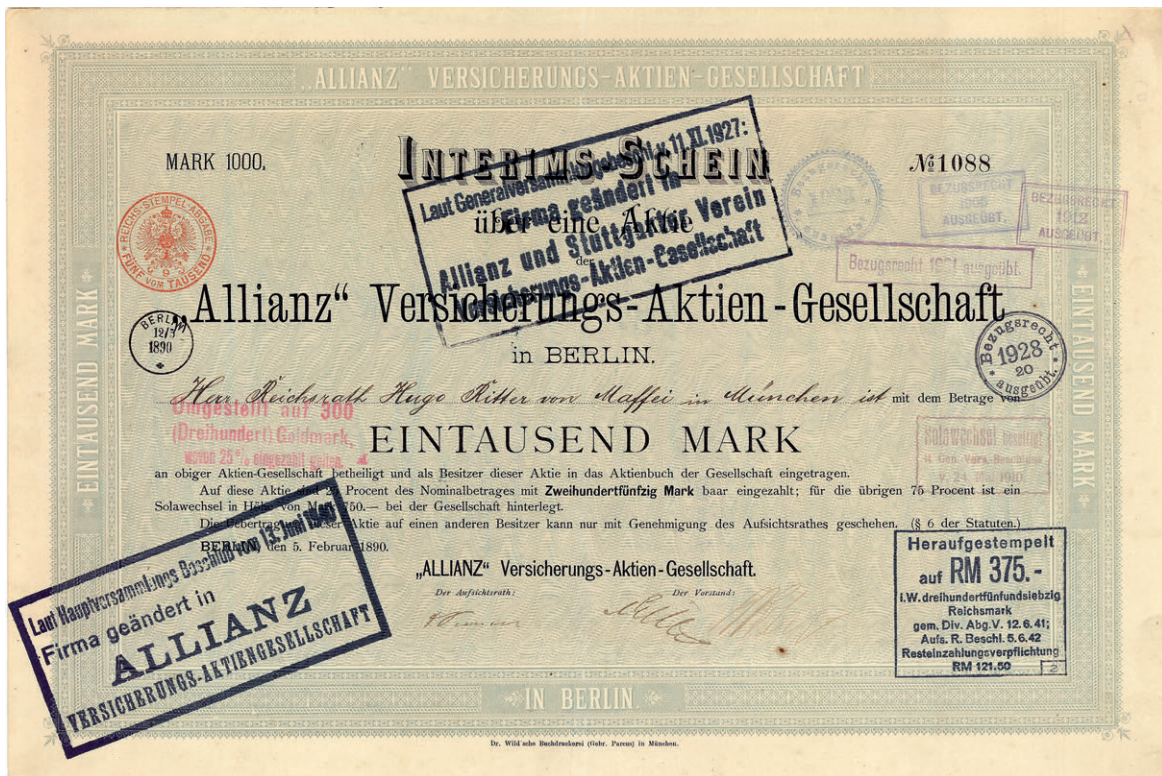 „ALLIANZ" VERSICHERUNGS-AKTIEN-GESELLSCHAFT
MARK 1000.
INTERIMS-SCHEIN
№ 1088
über eine Aktie
der
„Allianz" Versicherungs-Aktien-Gesellschaft
in BERLIN.
Herr Reichsrath Hugo Ritter von Maffei in München ist mit dem Betrage von
EINTAUSEND MARK
an obiger Aktien-Gesellschaft betheiligt und als Besitzer dieser Aktie in das Aktienbuch der Gesellschaft eingetragen.
Auf diese Aktie sind 25 Procent des Nominalbetrages mit Zweihundertfünfzig Mark baar eingezahlt; für die übrigen 75 Procent ist ein
Solawechsel in Höhe von Mark 750.— bei der Gesellschaft hinterlegt.
Die Uebertragung dieser Aktie auf einen anderen Besitzer kann nur mit Genehmigung des Aufsichtsrathes geschehen. (§ 6 der Statuten.)
BERLIN, den 5. Februar 1890.
„ALLIANZ" Versicherungs-Aktien-Gesellschaft.
Der Aufsichtsrath:
Der Vorstand:
EINTAUSEND MARK
EINTAUSEND MARK
IN BERLIN.
Dr. Wild'sche Buchdruckerei (Gebr. Parcus) in München.
REICHS-STEMPEL-ABGABE
FÜNF VOM TAUSEND
BERLIN
12/3
1890
Laut Generalversammlungsbeschl. v. 11.XI.1927:
Firma geändert in
Allianz und Stuttgarter Verein
Versicherungs-Aktien-Gesellschaft
BEZUGSRECHT
1905
AUSGEÜBT.
BEZUGSRECHT
1912
AUSGEÜBT
Bezugsrecht 1921 ausgeübt.
Bezugsrecht
1928
20
ausgeübt.
Umgestellt auf 300
(Dreihundert) Goldmark,
wovon 25% eingezahlt gelten.
Solawechsel beseitigt
1910
Laut Hauptversammlungs Beschluß vom 13. Juni 1940
Firma geändert in
ALLIANZ
VERSICHERUNGS-AKTIENGESELLSCHAFT
Heraufgestempelt
auf RM 375.-
i.W. dreihundertfünfundsiebzig
Reichsmark
gem. Div. Abg. V. 12.6.41;
Aufs. R. Beschl. 5.6.42
Resteinzahlungsverpflichtung
RM 121.50
2